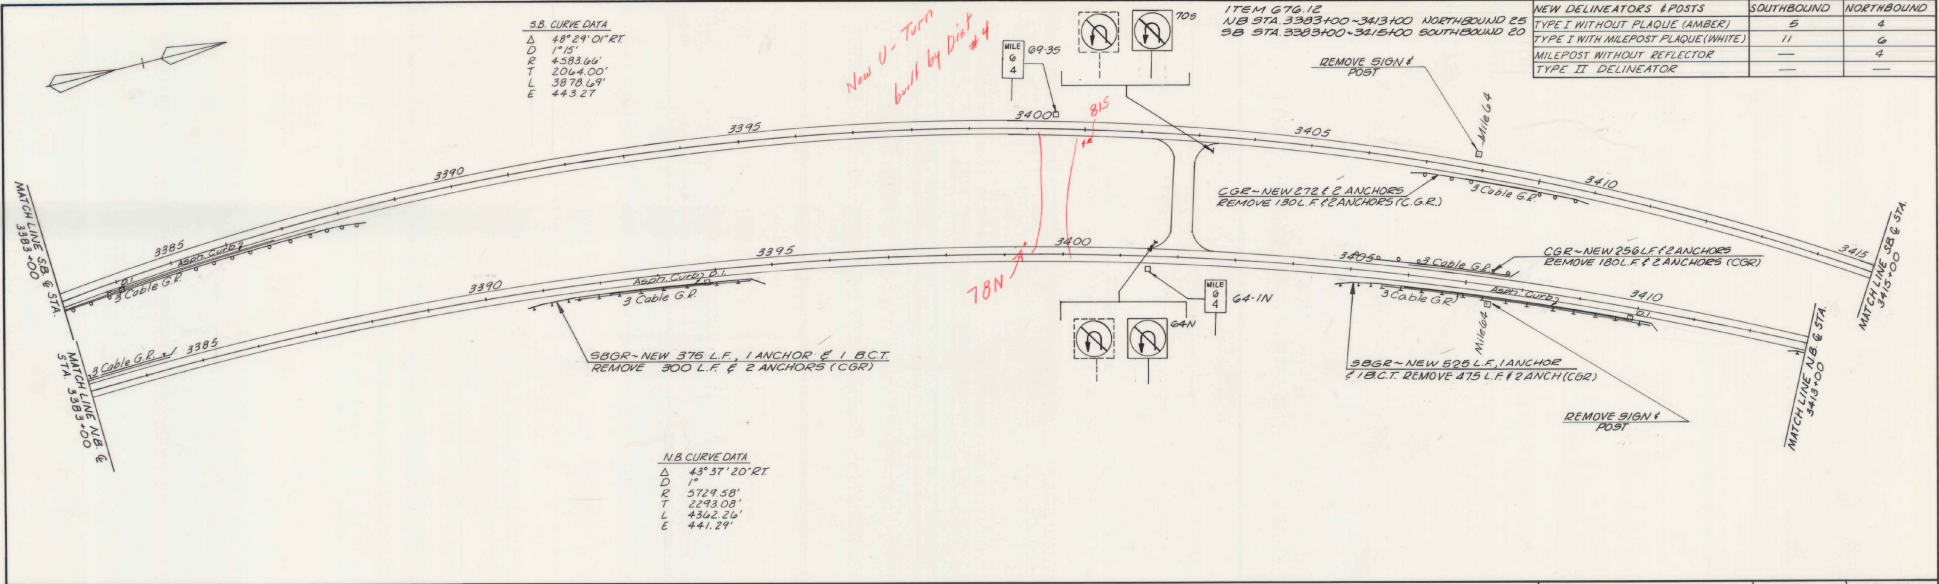 S.B. CURVE DATA
Δ 48°29'01"RT.
D 1°15'
R 4583.66'
T 2064.00'
L 3878.69'
E 443.27
New U-Turn
built by Dist
#4
MILE
6
4
69-3S
70S
ITEM 676.12
NB STA. 3383+00~3413+00 NORTHBOUND 25
SB STA. 3383+00~3415+00 SOUTHBOUND 20
NEW DELINEATORS & POSTS SOUTHBOUND NORTHBOUND
TYPE I WITHOUT PLAQUE (AMBER) 5 4
TYPE I WITH MILEPOST PLAQUE (WHITE) 11 6
MILEPOST WITHOUT REFLECTOR — 4
TYPE II DELINEATOR — —
REMOVE SIGN &
POST
Mile 64
81S
3385
3390
3395
3400
3405
3410
3415
MATCH LINE S.B. ℄ STA.
3383+00
Asph. Curb
D.I.
3 Cable G.R.
CGR~NEW 272 & 2 ANCHORS
REMOVE 130 L.F. & 2 ANCHORS (C.G.R.)
3 Cable G.R.
MATCH LINE SB ℄ STA.
3415+00
3385
3390
3395
3400
3405
3410
3 Cable G.R.
MATCH LINE N.B. ℄
STA. 3383+00
Asph. Curb D.I.
3 Cable G.R.
78N
MILE
6
4
64-1N
64N
3 Cable G.R.
CGR~NEW 256 L.F. & 2 ANCHORS
REMOVE 180 L.F. & 2 ANCHORS (CGR)
3 Cable G.R.
Asph. Curb
D.I.
Mile 64
SBGR~NEW 375 L.F., 1 ANCHOR & 1 B.C.T.
REMOVE 300 L.F. & 2 ANCHORS (CGR)
SBGR~NEW 525 L.F., 1 ANCHOR
& 1 B.C.T. REMOVE 475 L.F. & 2 ANCH (CGR)
MATCH LINE N.B. ℄ STA.
3413+00
REMOVE SIGN &
POST
N.B. CURVE DATA
Δ 43°37'20"RT.
D 1°
R 5729.58'
T 2293.08'
L 4362.26'
E 441.29'